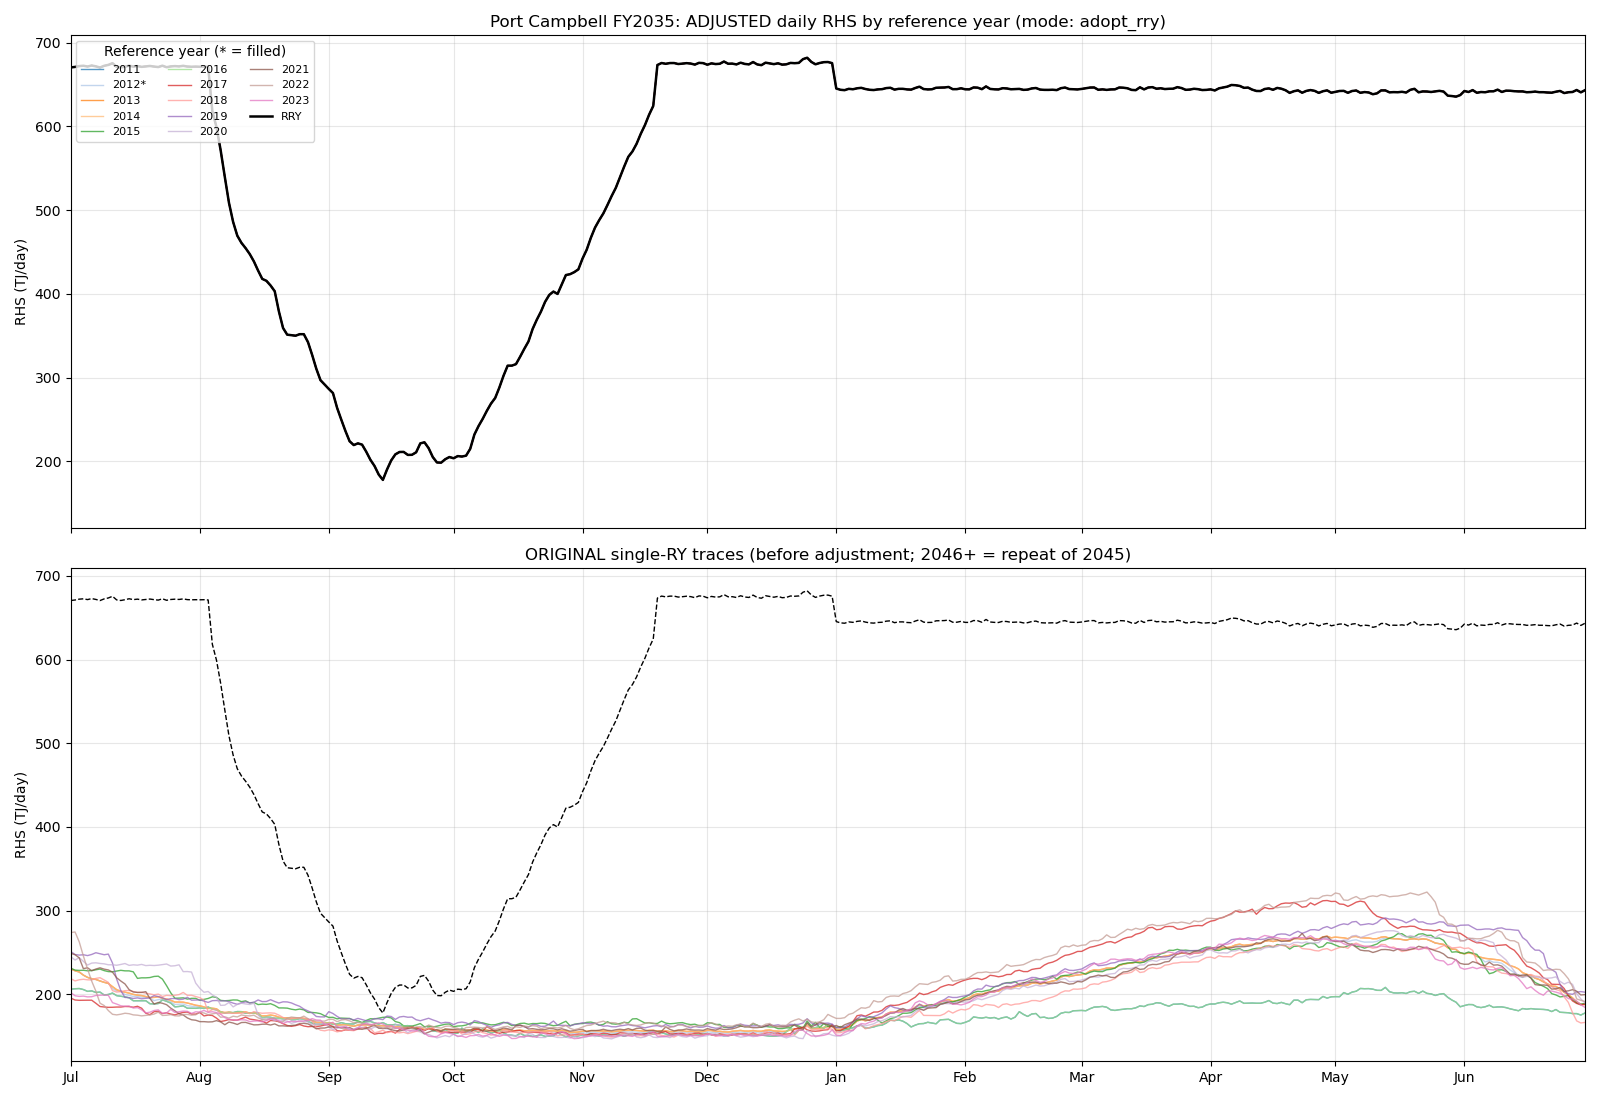 Port Campbell FY2035: ADJUSTED daily RHS by reference year (mode: adopt_rry)
700
600
500
400
300
200
RHS (TJ/day)
Reference year (* = filled)
2011 2016 2021
2012* 2017 2022
2013 2018 2023
2014 2019 RRY
2015 2020
ORIGINAL single-RY traces (before adjustment; 2046+ = repeat of 2045)
700
600
500
400
300
200
RHS (TJ/day)
Jul Aug Sep Oct Nov Dec Jan Feb Mar Apr May Jun